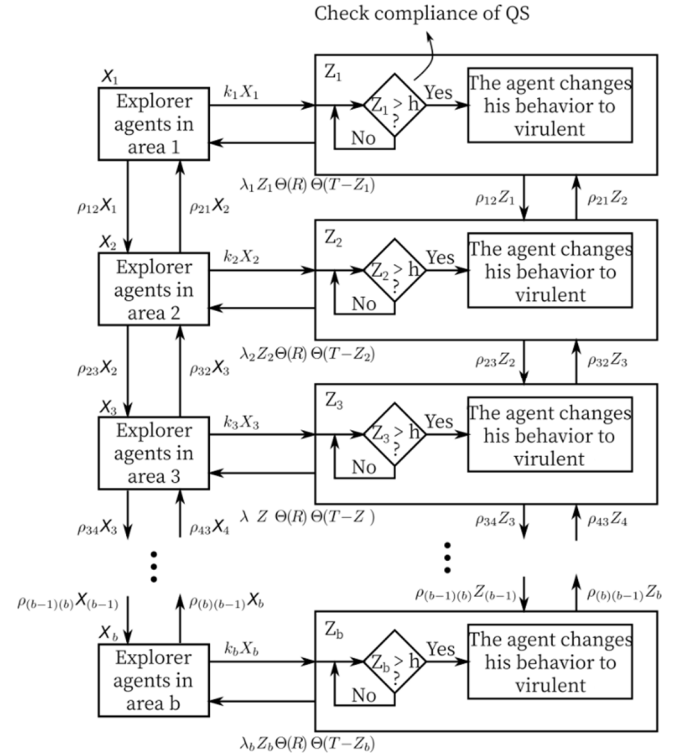 Check compliance of QS
X₁
Explorer
agents in
area 1
k₁X₁
λ₁Z₁Θ(R) Θ(T−Z₁)
Z₁
Z₁ > h
?
Yes
No
The agent changes
his behavior to
virulent
ρ₁₂X₁
ρ₂₁X₂
ρ₁₂Z₁
ρ₂₁Z₂
X₂
Explorer
agents in
area 2
k₂X₂
λ₂Z₂Θ(R) Θ(T−Z₂)
Z₂
Z₂ > h
?
Yes
No
The agent changes
his behavior to
virulent
ρ₂₃X₂
ρ₃₂X₃
ρ₂₃Z₂
ρ₃₂Z₃
X₃
Explorer
agents in
area 3
k₃X₃
λ Z Θ(R) Θ(T−Z )
Z₃
Z₃ > h
?
Yes
No
The agent changes
his behavior to
virulent
ρ₃₄X₃
ρ₄₃X₄
ρ₃₄Z₃
ρ₄₃Z₄
ρ(b−1)(b)X(b−1)
ρ(b)(b−1)Xb
ρ(b−1)(b)Z(b−1)
ρ(b)(b−1)Zb
Xb
Explorer
agents in
area b
kbXb
λbZbΘ(R) Θ(T−Zb)
Zb
Zb > h
?
Yes
No
The agent changes
his behavior to
virulent